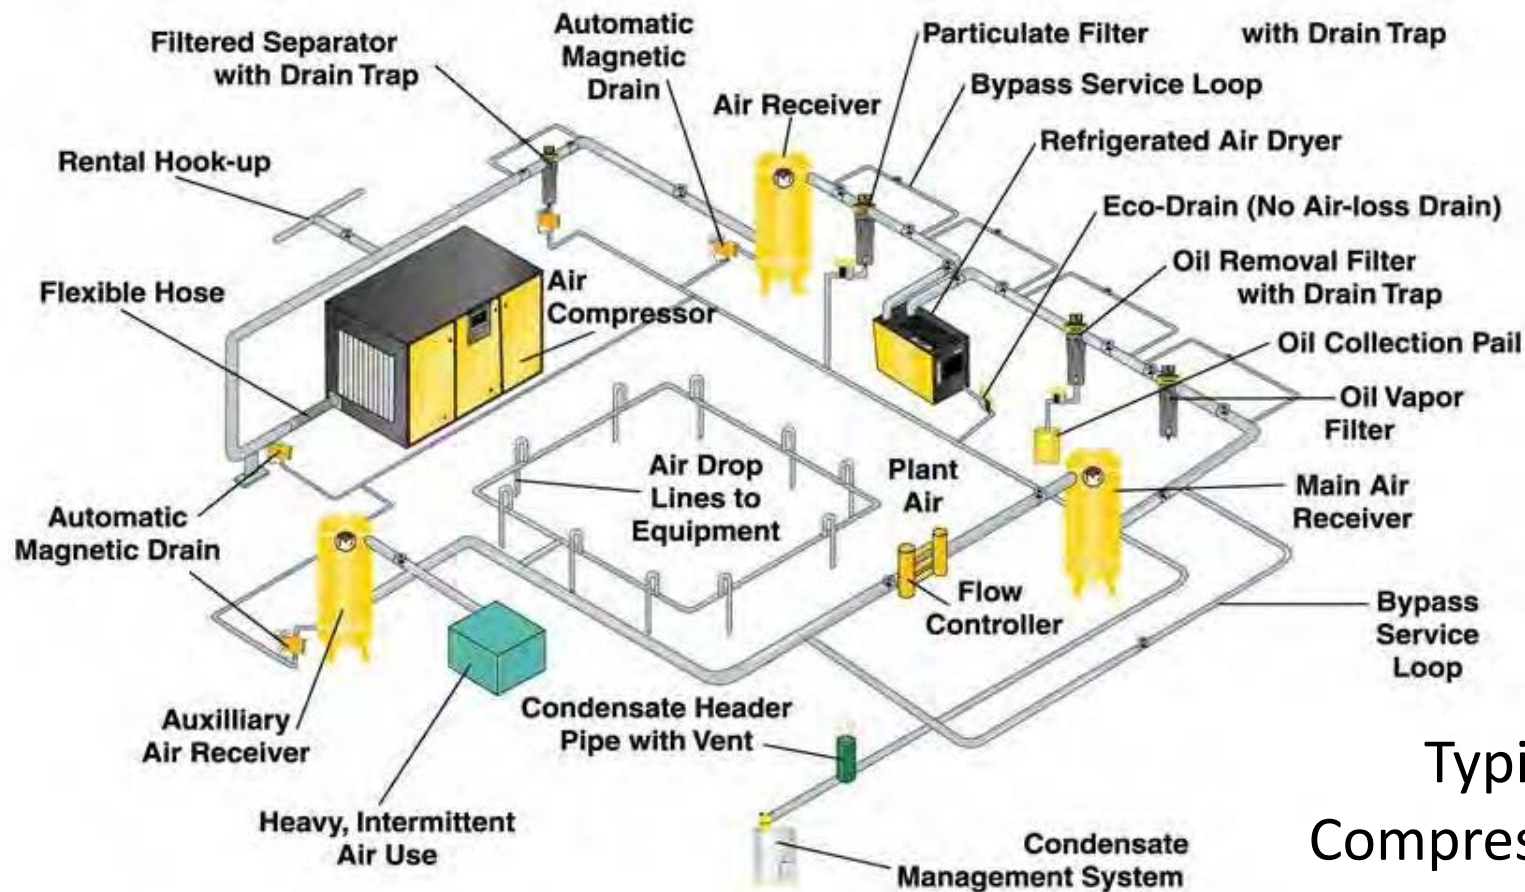 Filtered Separator
with Drain Trap
Automatic
Magnetic
Drain
Air Receiver
Particulate Filter with Drain Trap
Bypass Service Loop
Refrigerated Air Dryer
Rental Hook-up
Eco-Drain (No Air-loss Drain)
Oil Removal Filter
with Drain Trap
Flexible Hose
Air
Compressor
Oil Collection Pail
Oil Vapor
Filter
Air Drop
Lines to
Equipment
Plant
Air
Main Air
Receiver
Automatic
Magnetic Drain
Flow
Controller
Bypass
Service
Loop
Auxilliary
Air Receiver
Condensate Header
Pipe with Vent
Heavy, Intermittent
Air Use
Condensate
Management System